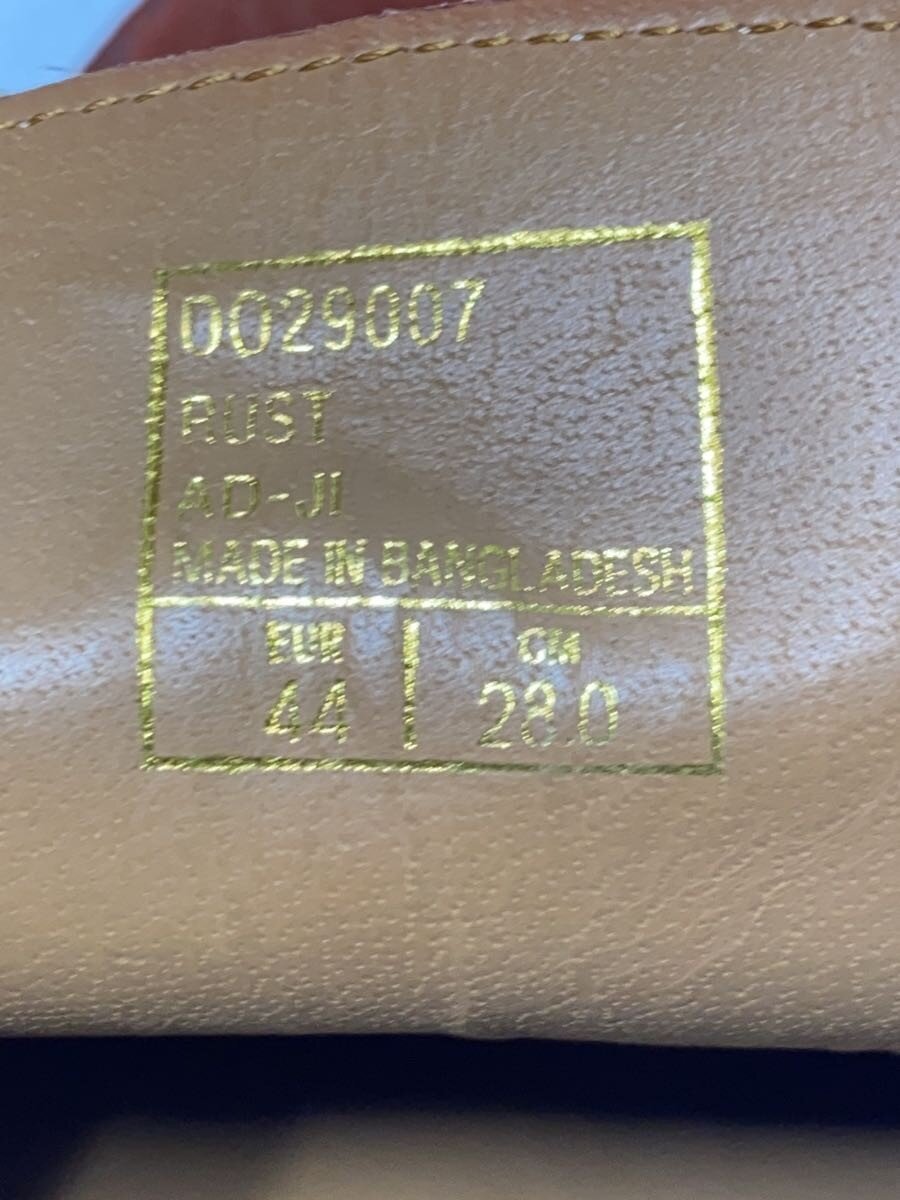 DO29007
RUST
AD-JI
MADE IN BANGLADESH
EUR CM
44 28.0